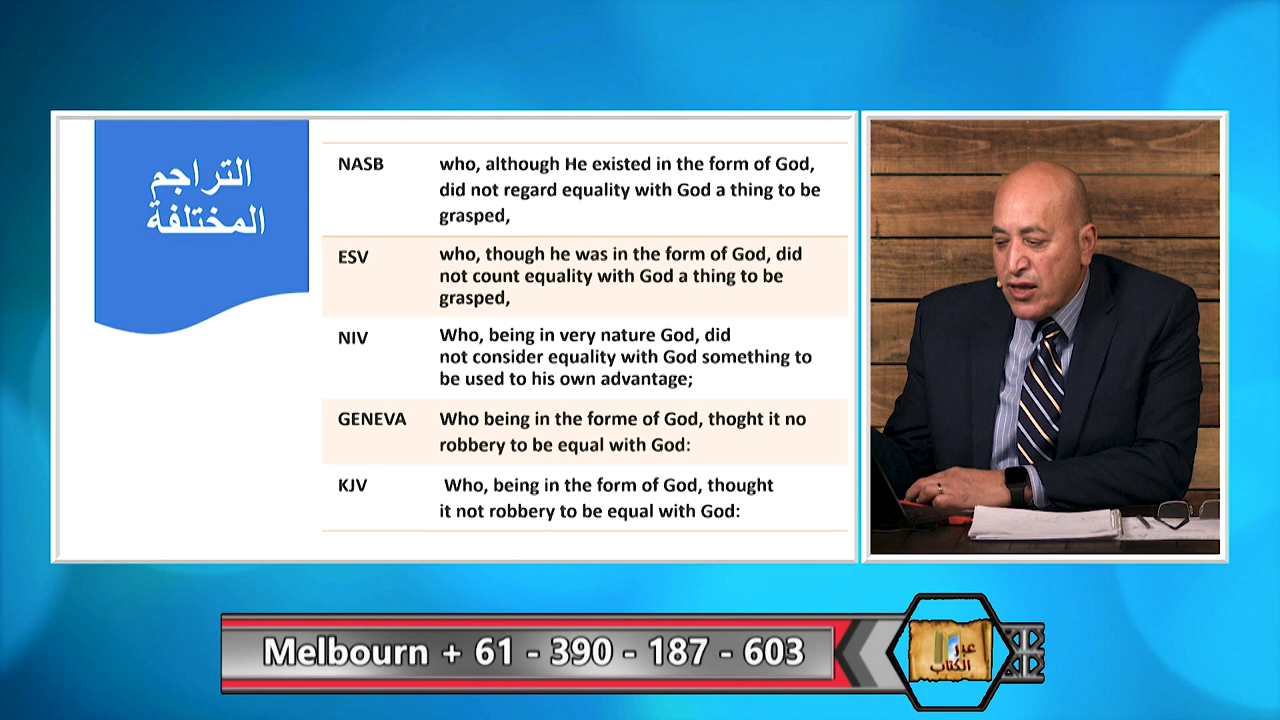 التراجم
المختلفة
NASB
who, although He existed in the form of God,
did not regard equality with God a thing to be
grasped,
ESV
who, though he was in the form of God, did
not count equality with God a thing to be
grasped,
NIV
Who, being in very nature God, did
not consider equality with God something to
be used to his own advantage;
GENEVA
Who being in the forme of God, thoght it no
robbery to be equal with God:
KJV
Who, being in the form of God, thought
it not robbery to be equal with God:
Melbourn + 61 - 390 - 187 - 603
عبر
الكتاب